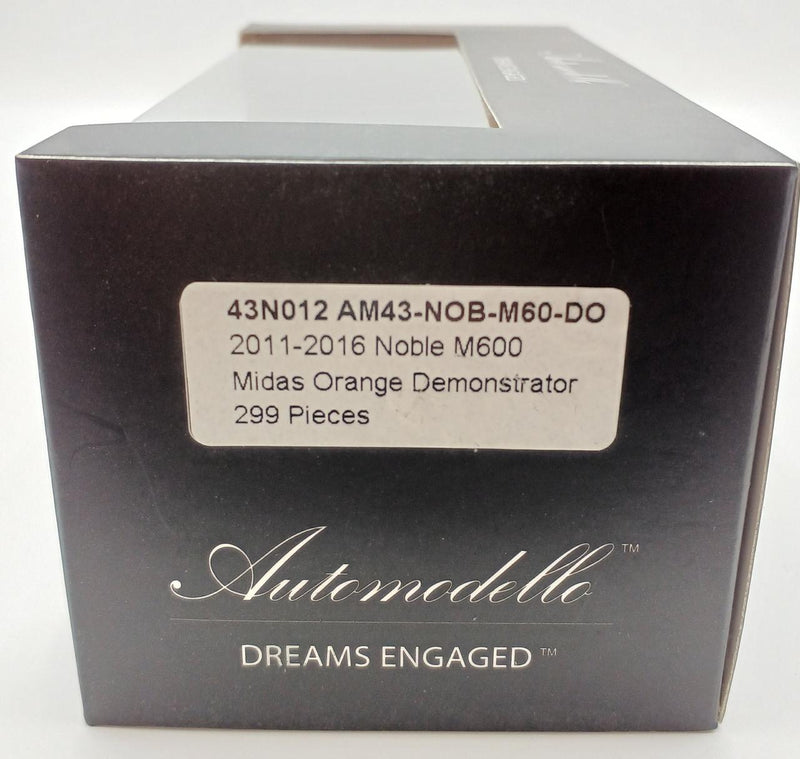 43N012 AM43-NOB-M60-DO
2011-2016 Noble M600
Midas Orange Demonstrator
299 Pieces
Automodello™
DREAMS ENGAGED™